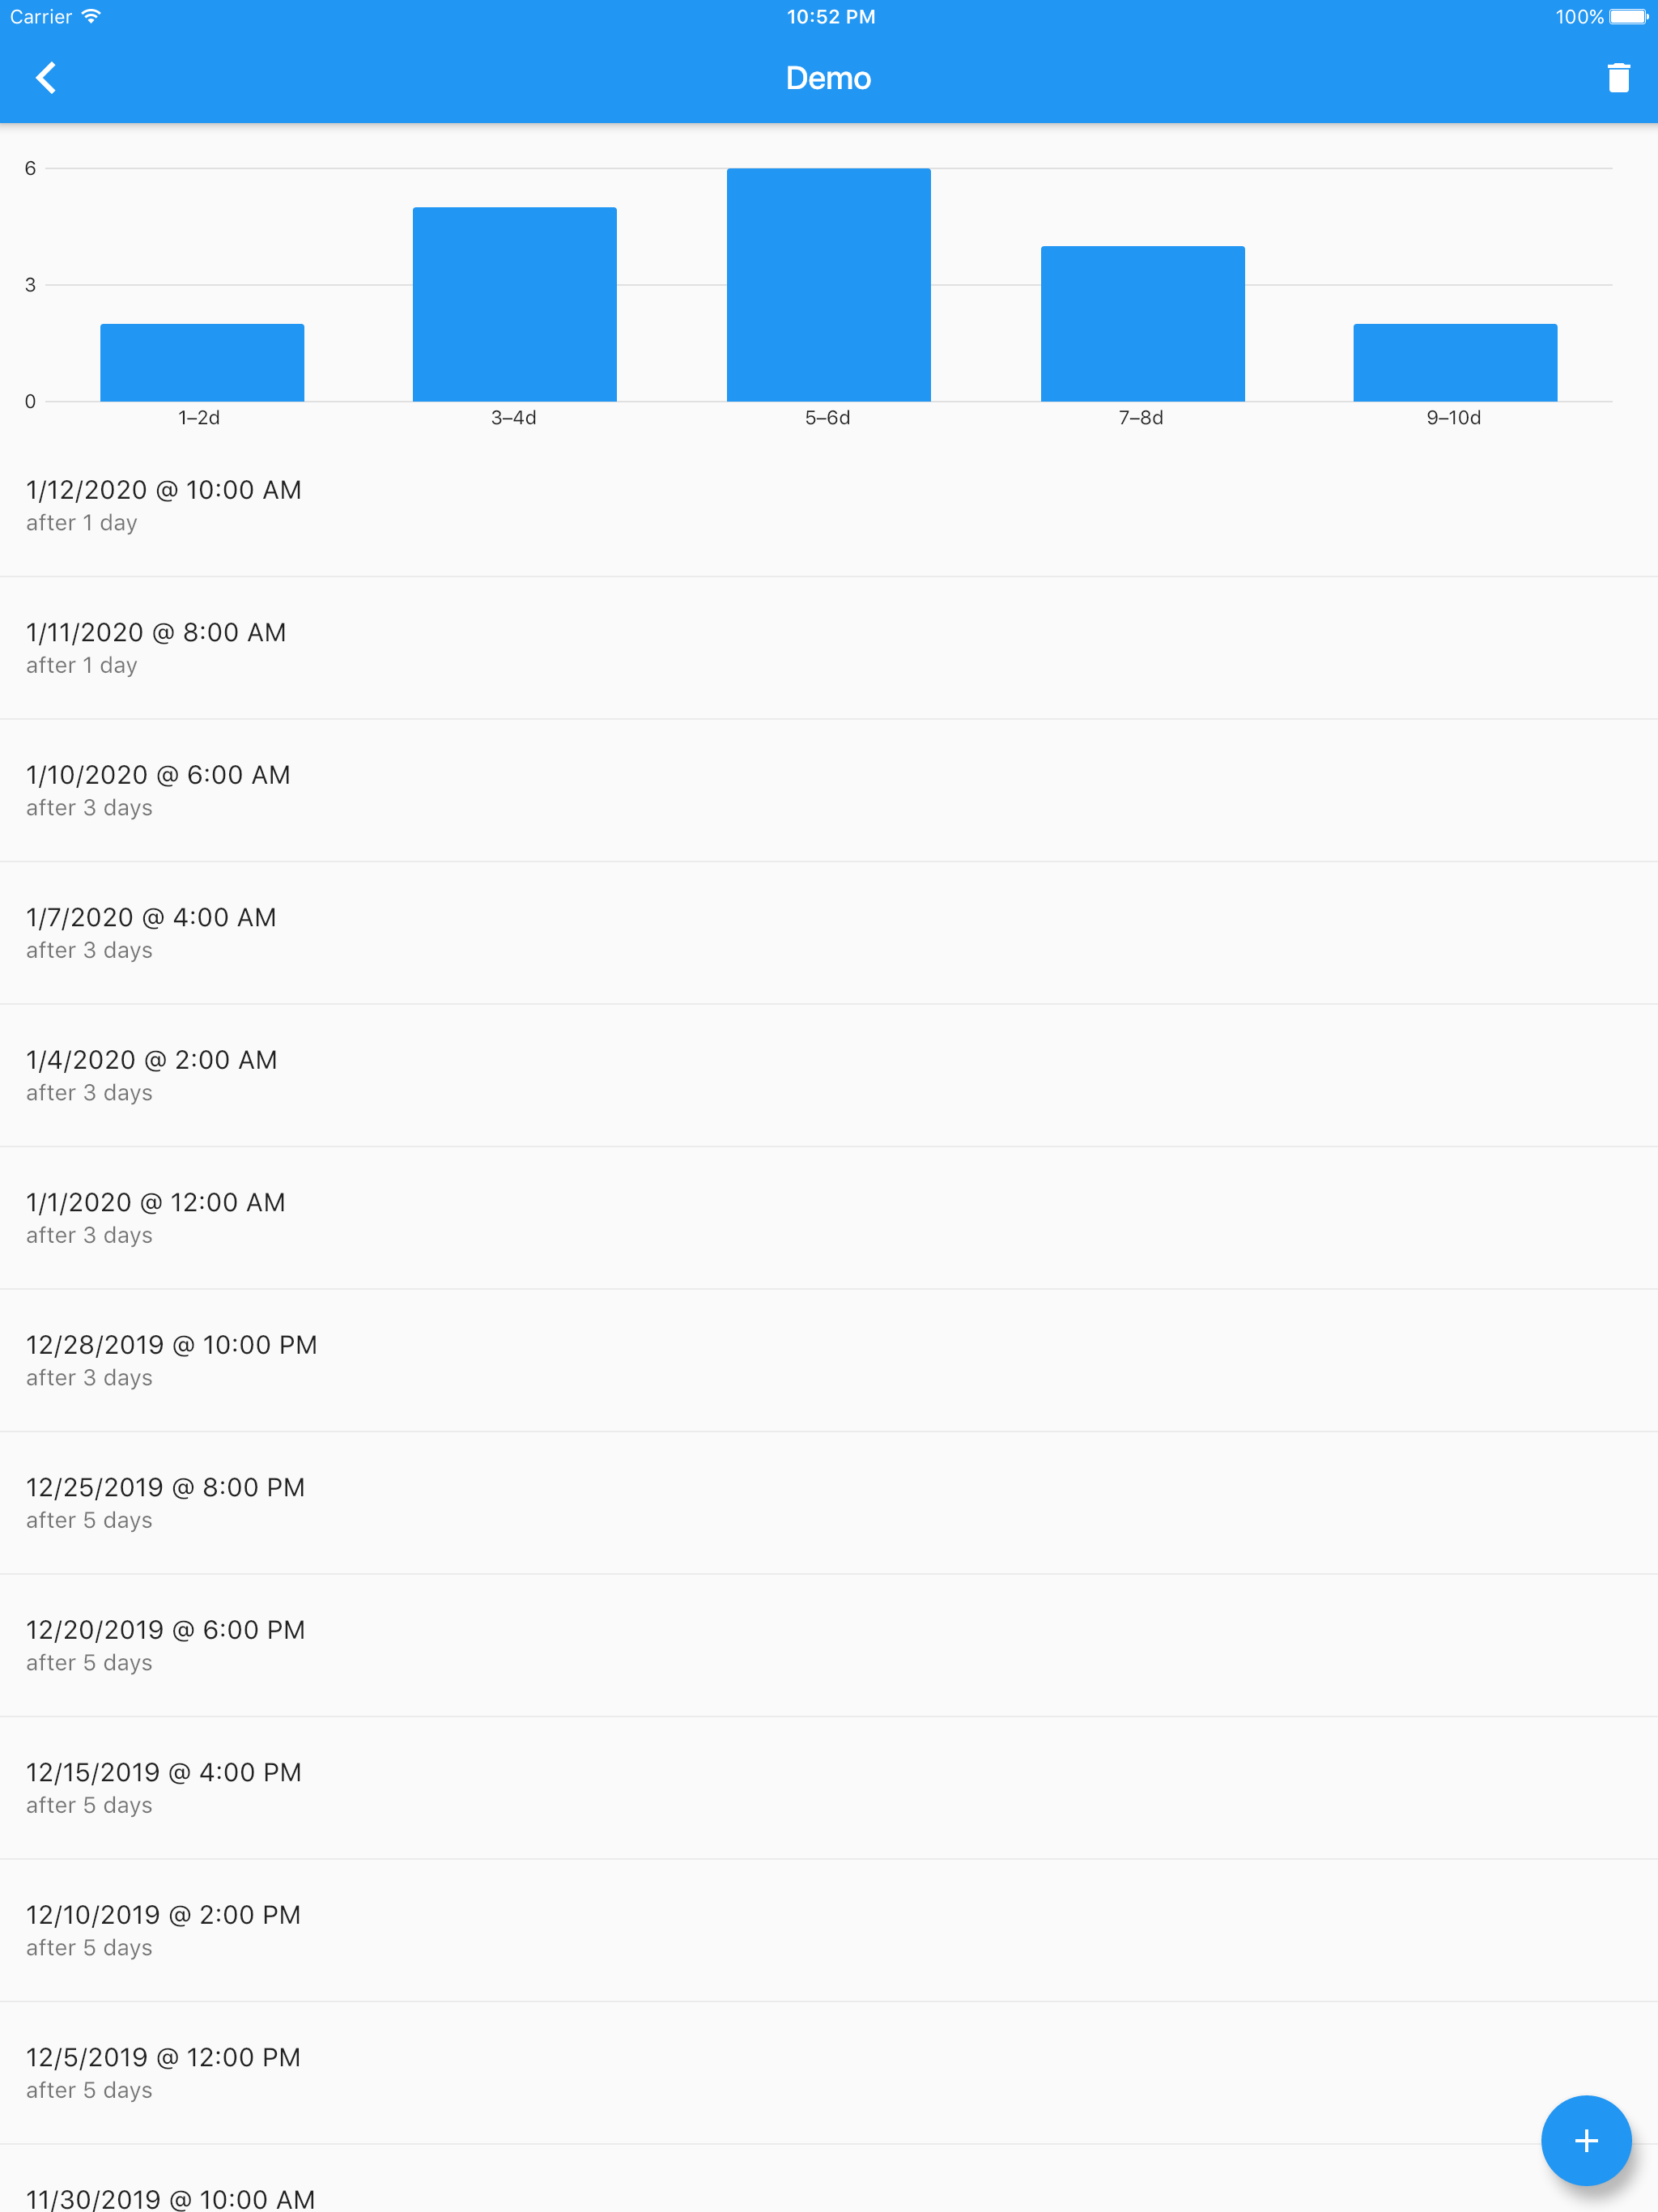 Carrier 10:52 PM 100%
Demo
6
3
0
1–2d 3–4d 5–6d 7–8d 9–10d
1/12/2020 @ 10:00 AM
after 1 day
1/11/2020 @ 8:00 AM
after 1 day
1/10/2020 @ 6:00 AM
after 3 days
1/7/2020 @ 4:00 AM
after 3 days
1/4/2020 @ 2:00 AM
after 3 days
1/1/2020 @ 12:00 AM
after 3 days
12/28/2019 @ 10:00 PM
after 3 days
12/25/2019 @ 8:00 PM
after 5 days
12/20/2019 @ 6:00 PM
after 5 days
12/15/2019 @ 4:00 PM
after 5 days
12/10/2019 @ 2:00 PM
after 5 days
12/5/2019 @ 12:00 PM
after 5 days
11/30/2019 @ 10:00 AM